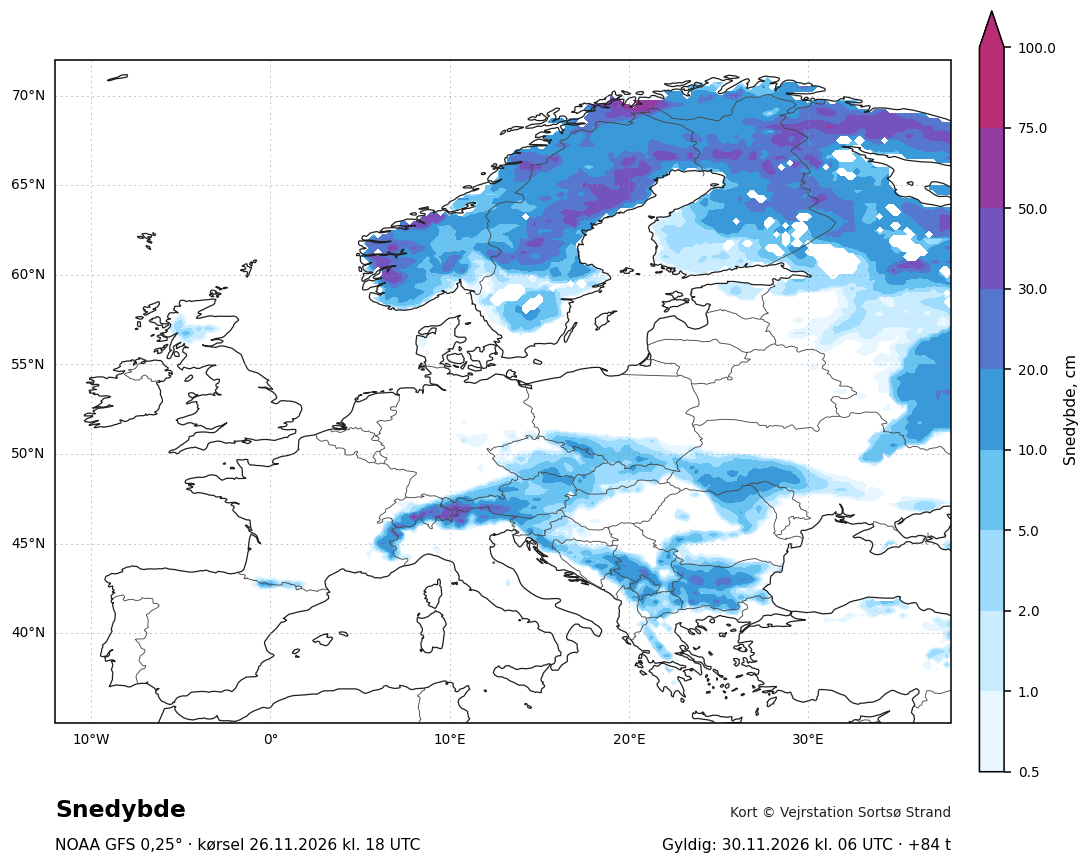 70°N
65°N
60°N
55°N
50°N
45°N
40°N
10°W
0°
10°E
20°E
30°E
100.0
75.0
50.0
30.0
20.0
10.0
5.0
2.0
1.0
0.5
Snedybde, cm
Snedybde
Kort © Vejrstation Sortsø Strand
NOAA GFS 0,25° · kørsel 26.11.2026 kl. 18 UTC
Gyldig: 30.11.2026 kl. 06 UTC · +84 t